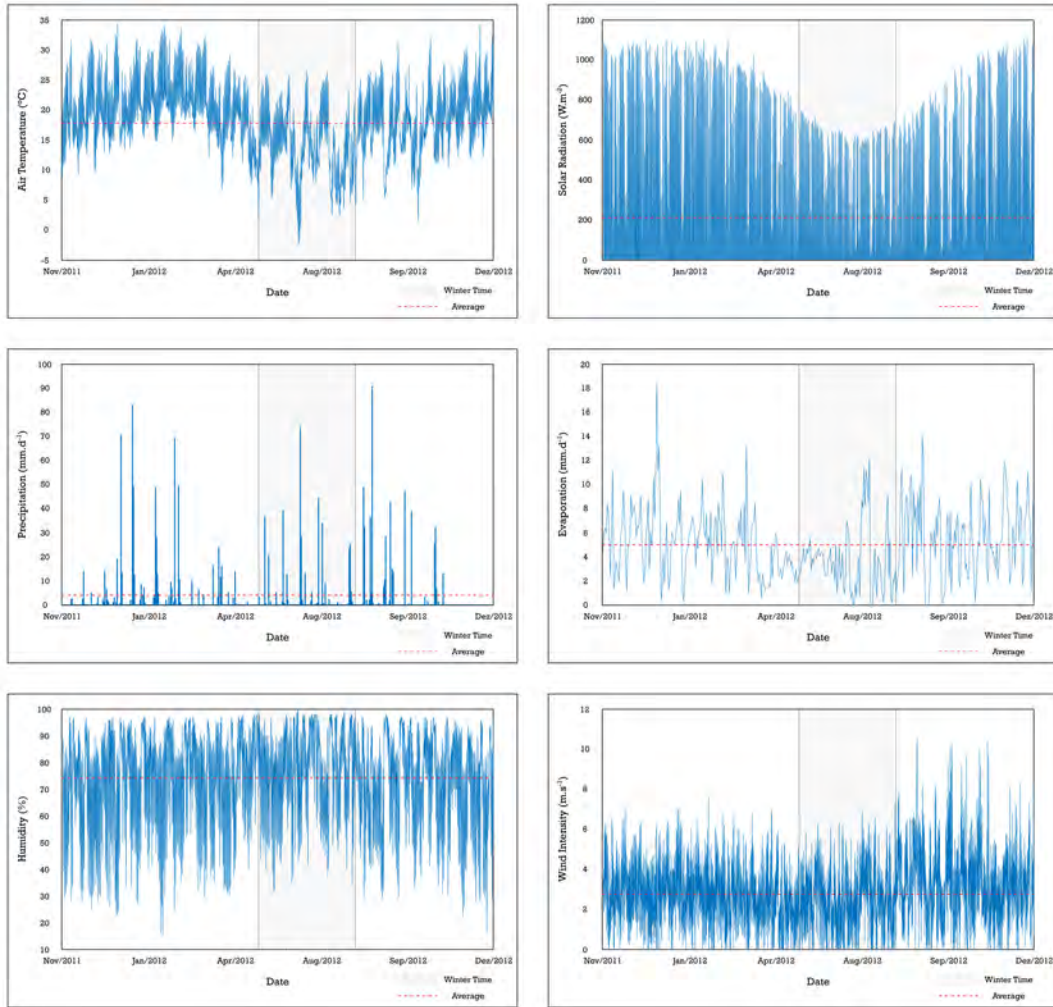 35
30
25
20
15
10
5
0
-5
Air Temperature (°C)
Nov/2011 Jan/2012 Apr/2012 Aug/2012 Sep/2012 Dez/2012
Date
Winter Time
Average
1200
1000
800
600
400
200
0
Solar Radiation (W.m⁻²)
Nov/2011 Jan/2012 Apr/2012 Aug/2012 Sep/2012 Dez/2012
Date
Winter Time
Average
100
90
80
70
60
50
40
30
20
10
0
Precipitation (mm.d⁻¹)
Nov/2011 Jan/2012 Apr/2012 Aug/2012 Sep/2012 Dez/2012
Date
Winter Time
Average
20
18
16
14
12
10
8
6
4
2
0
Evaporation (mm.d⁻¹)
Nov/2011 Jan/2012 Apr/2012 Aug/2012 Sep/2012 Dez/2012
Date
Winter Time
Average
100
90
80
70
60
50
40
30
20
10
Humidity (%)
Nov/2011 Jan/2012 Apr/2012 Aug/2012 Sep/2012 Dez/2012
Date
Winter Time
Average
12
10
8
6
4
2
0
Wind Intensity (m.s⁻¹)
Nov/2011 Jan/2012 Apr/2012 Aug/2012 Sep/2012 Dez/2012
Date
Winter Time
Average